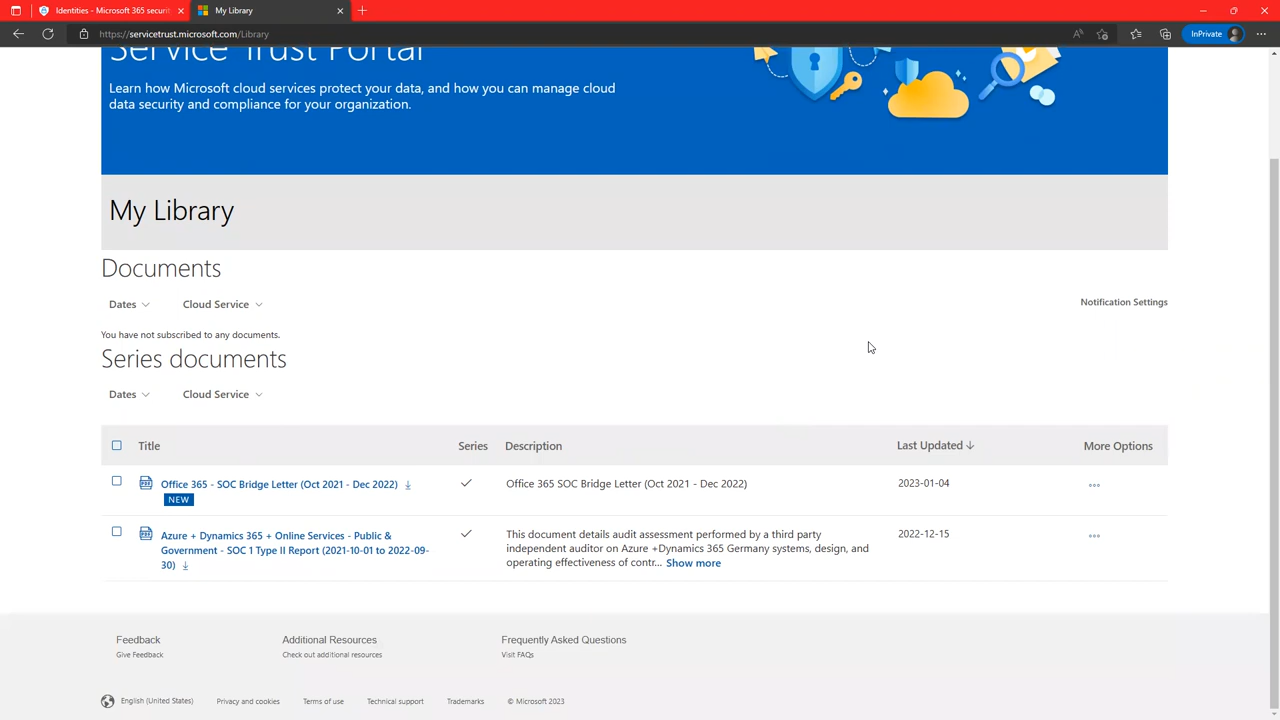 Identities - Microsoft 365 securi
My Library
https://servicetrust.microsoft.com/Library
InPrivate
Service Trust Portal
Learn how Microsoft cloud services protect your data, and how you can manage cloud
data security and compliance for your organization.
My Library
Documents
Dates
Cloud Service
Notification Settings
You have not subscribed to any documents.
Series documents
Dates
Cloud Service
Title
Series
Description
Last Updated
More Options
Office 365 - SOC Bridge Letter (Oct 2021 - Dec 2022)
NEW
Office 365 SOC Bridge Letter (Oct 2021 - Dec 2022)
2023-01-04
Azure + Dynamics 365 + Online Services - Public &
Government - SOC 1 Type II Report (2021-10-01 to 2022-09-
30)
This document details audit assessment performed by a third party
independent auditor on Azure +Dynamics 365 Germany systems, design, and
operating effectiveness of contr... Show more
2022-12-15
Feedback
Give Feedback
Additional Resources
Check out additional resources
Frequently Asked Questions
Visit FAQs
English (United States)
Privacy and cookies
Terms of use
Technical support
Trademarks
© Microsoft 2023